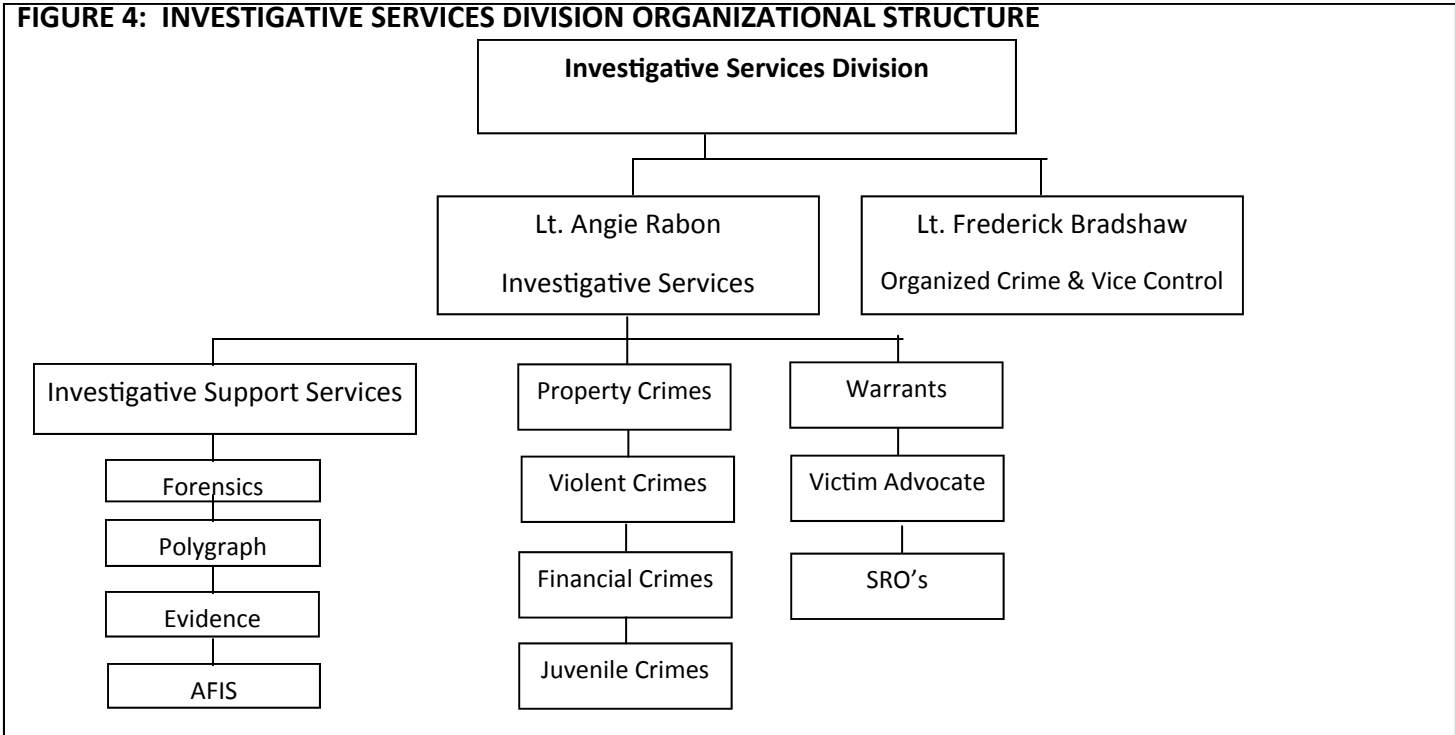 FIGURE 4: INVESTIGATIVE SERVICES DIVISION ORGANIZATIONAL STRUCTURE
Investigative Services Division
Lt. Angie Rabon
Investigative Services
Lt. Frederick Bradshaw
Organized Crime & Vice Control
Investigative Support Services
Forensics
Polygraph
Evidence
AFIS
Property Crimes
Violent Crimes
Financial Crimes
Juvenile Crimes
Warrants
Victim Advocate
SRO's